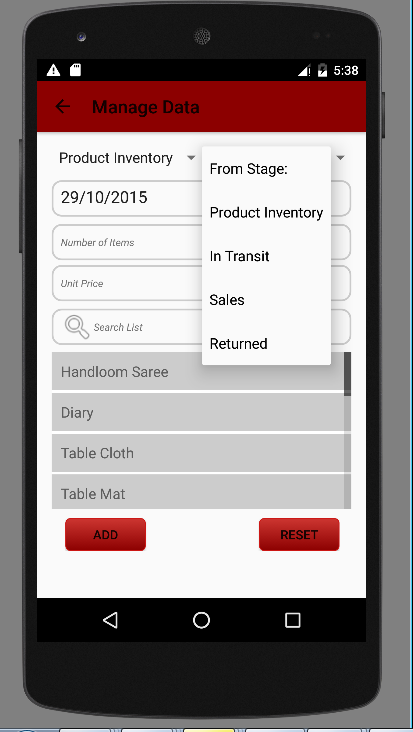 5:38
Manage Data
Product Inventory
From Stage:
Product Inventory
In Transit
Sales
Returned
29/10/2015
Number of Items
Unit Price
Search List
Handloom Saree
Diary
Table Cloth
Table Mat
ADD
RESET